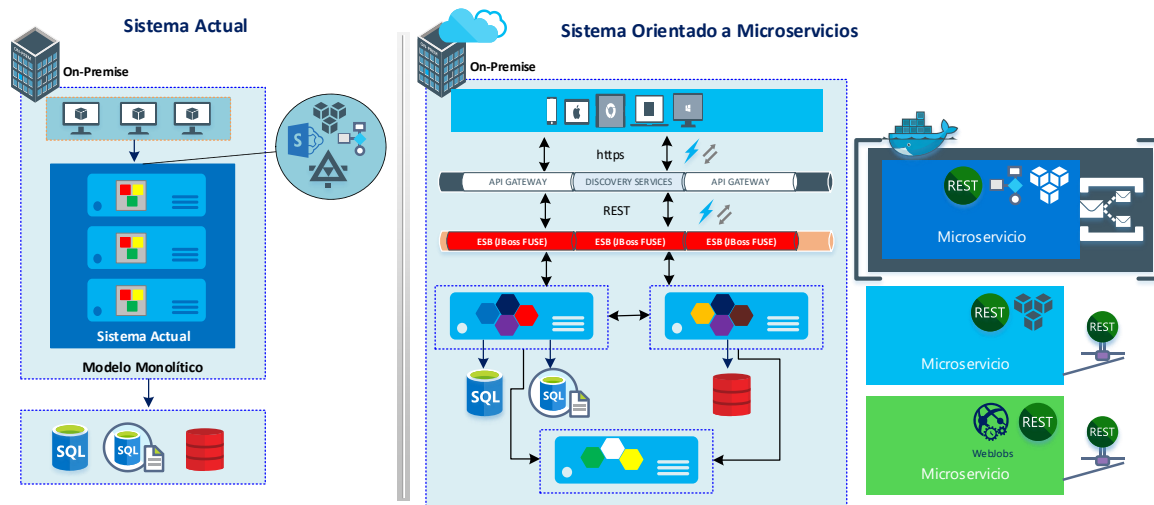 Sistema Actual
On-Premise
Sistema Actual
Modelo Monolítico
SQL
SQL
Sistema Orientado a Microservicios
On-Premise
https
API GATEWAY
DISCOVERY SERVICES
API GATEWAY
REST
ESB (JBoss FUSE)
ESB (JBoss FUSE)
ESB (JBoss FUSE)
SQL
SQL
REST
Microservicio
REST
Microservicio
REST
WebJobs
REST
Microservicio
REST